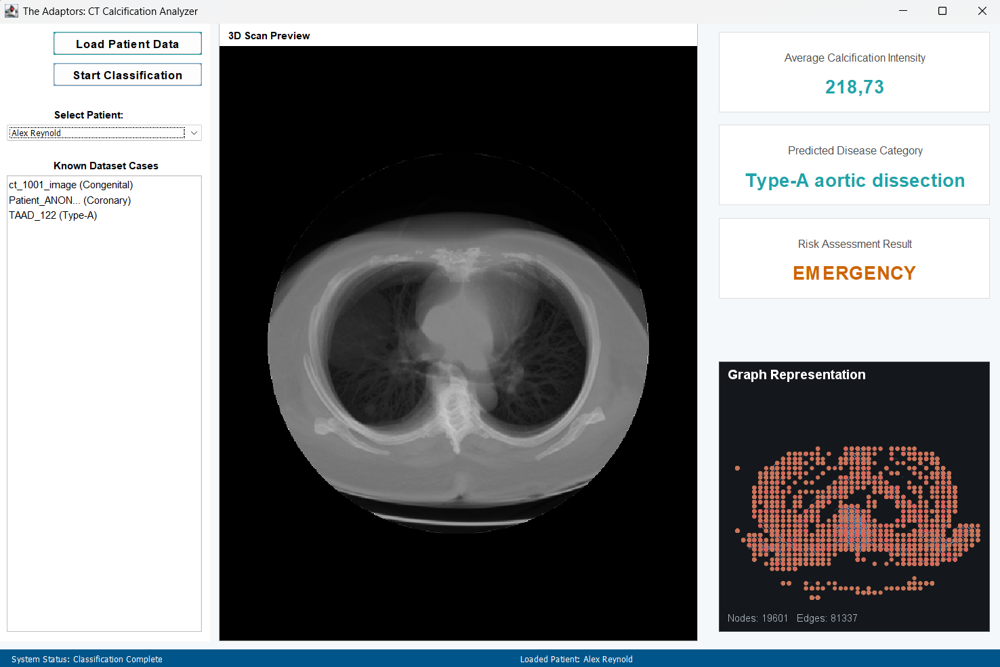 The Adaptors: CT Calcification Analyzer
Load Patient Data
Start Classification
Select Patient:
Alex Reynold
Known Dataset Cases
ct_1001_image (Congenital)
Patient_ANON... (Coronary)
TAAD_122 (Type-A)
3D Scan Preview
Average Calcification Intensity
218,73
Predicted Disease Category
Type-A aortic dissection
Risk Assessment Result
EMERGENCY
Graph Representation
Nodes: 19601 Edges: 81337
System Status: Classification Complete
Loaded Patient: Alex Reynold